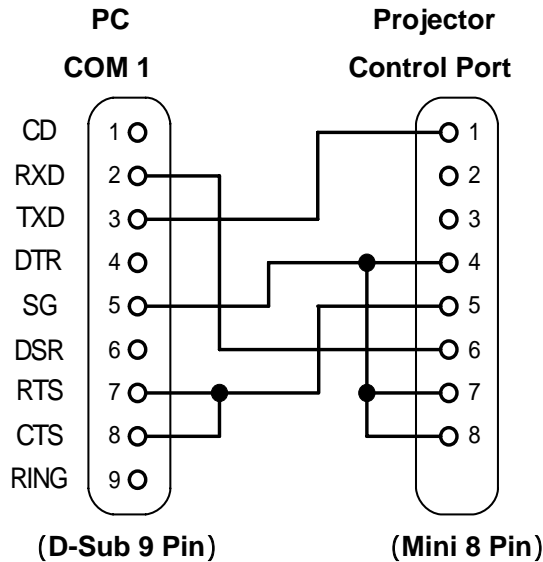 PC Projector
COM 1 Control Port
CD 1 1
RXD 2 2
TXD 3 3
DTR 4 4
SG 5 5
DSR 6 6
RTS 7 7
CTS 8 8
RING 9
(D-Sub 9 Pin) (Mini 8 Pin)